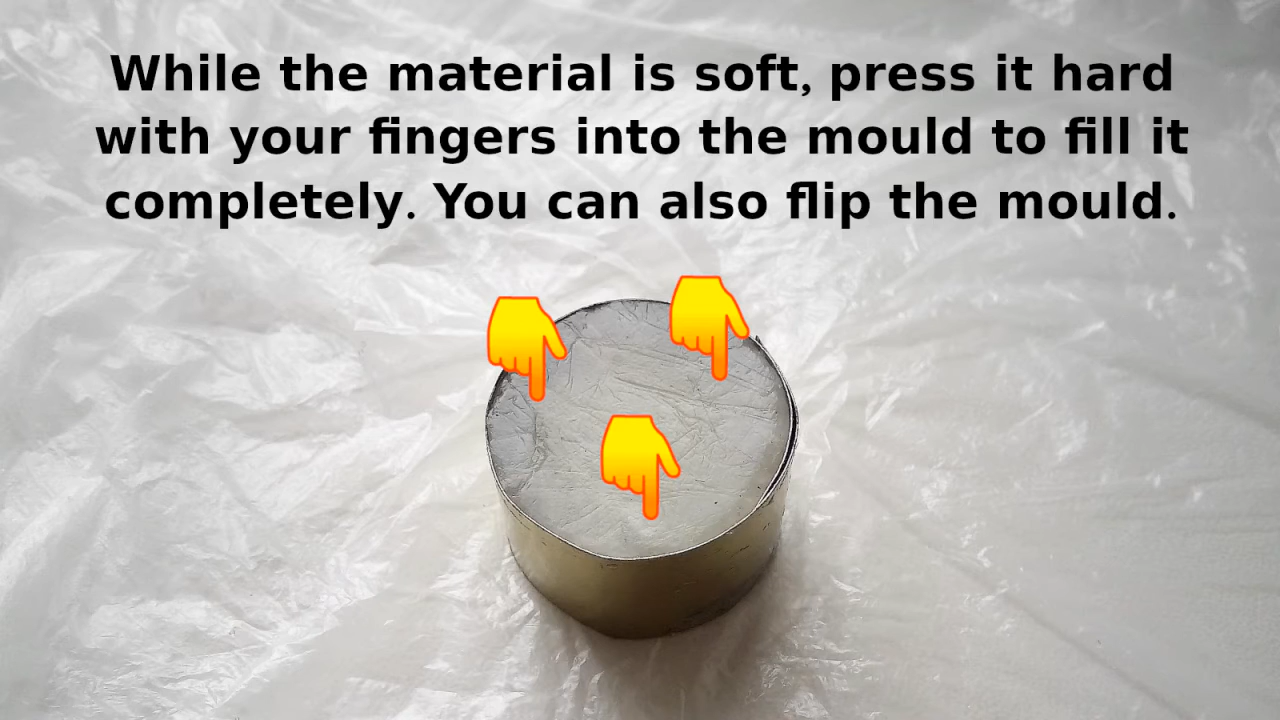 While the material is soft, press it hard
with your fingers into the mould to fill it
completely. You can also flip the mould.